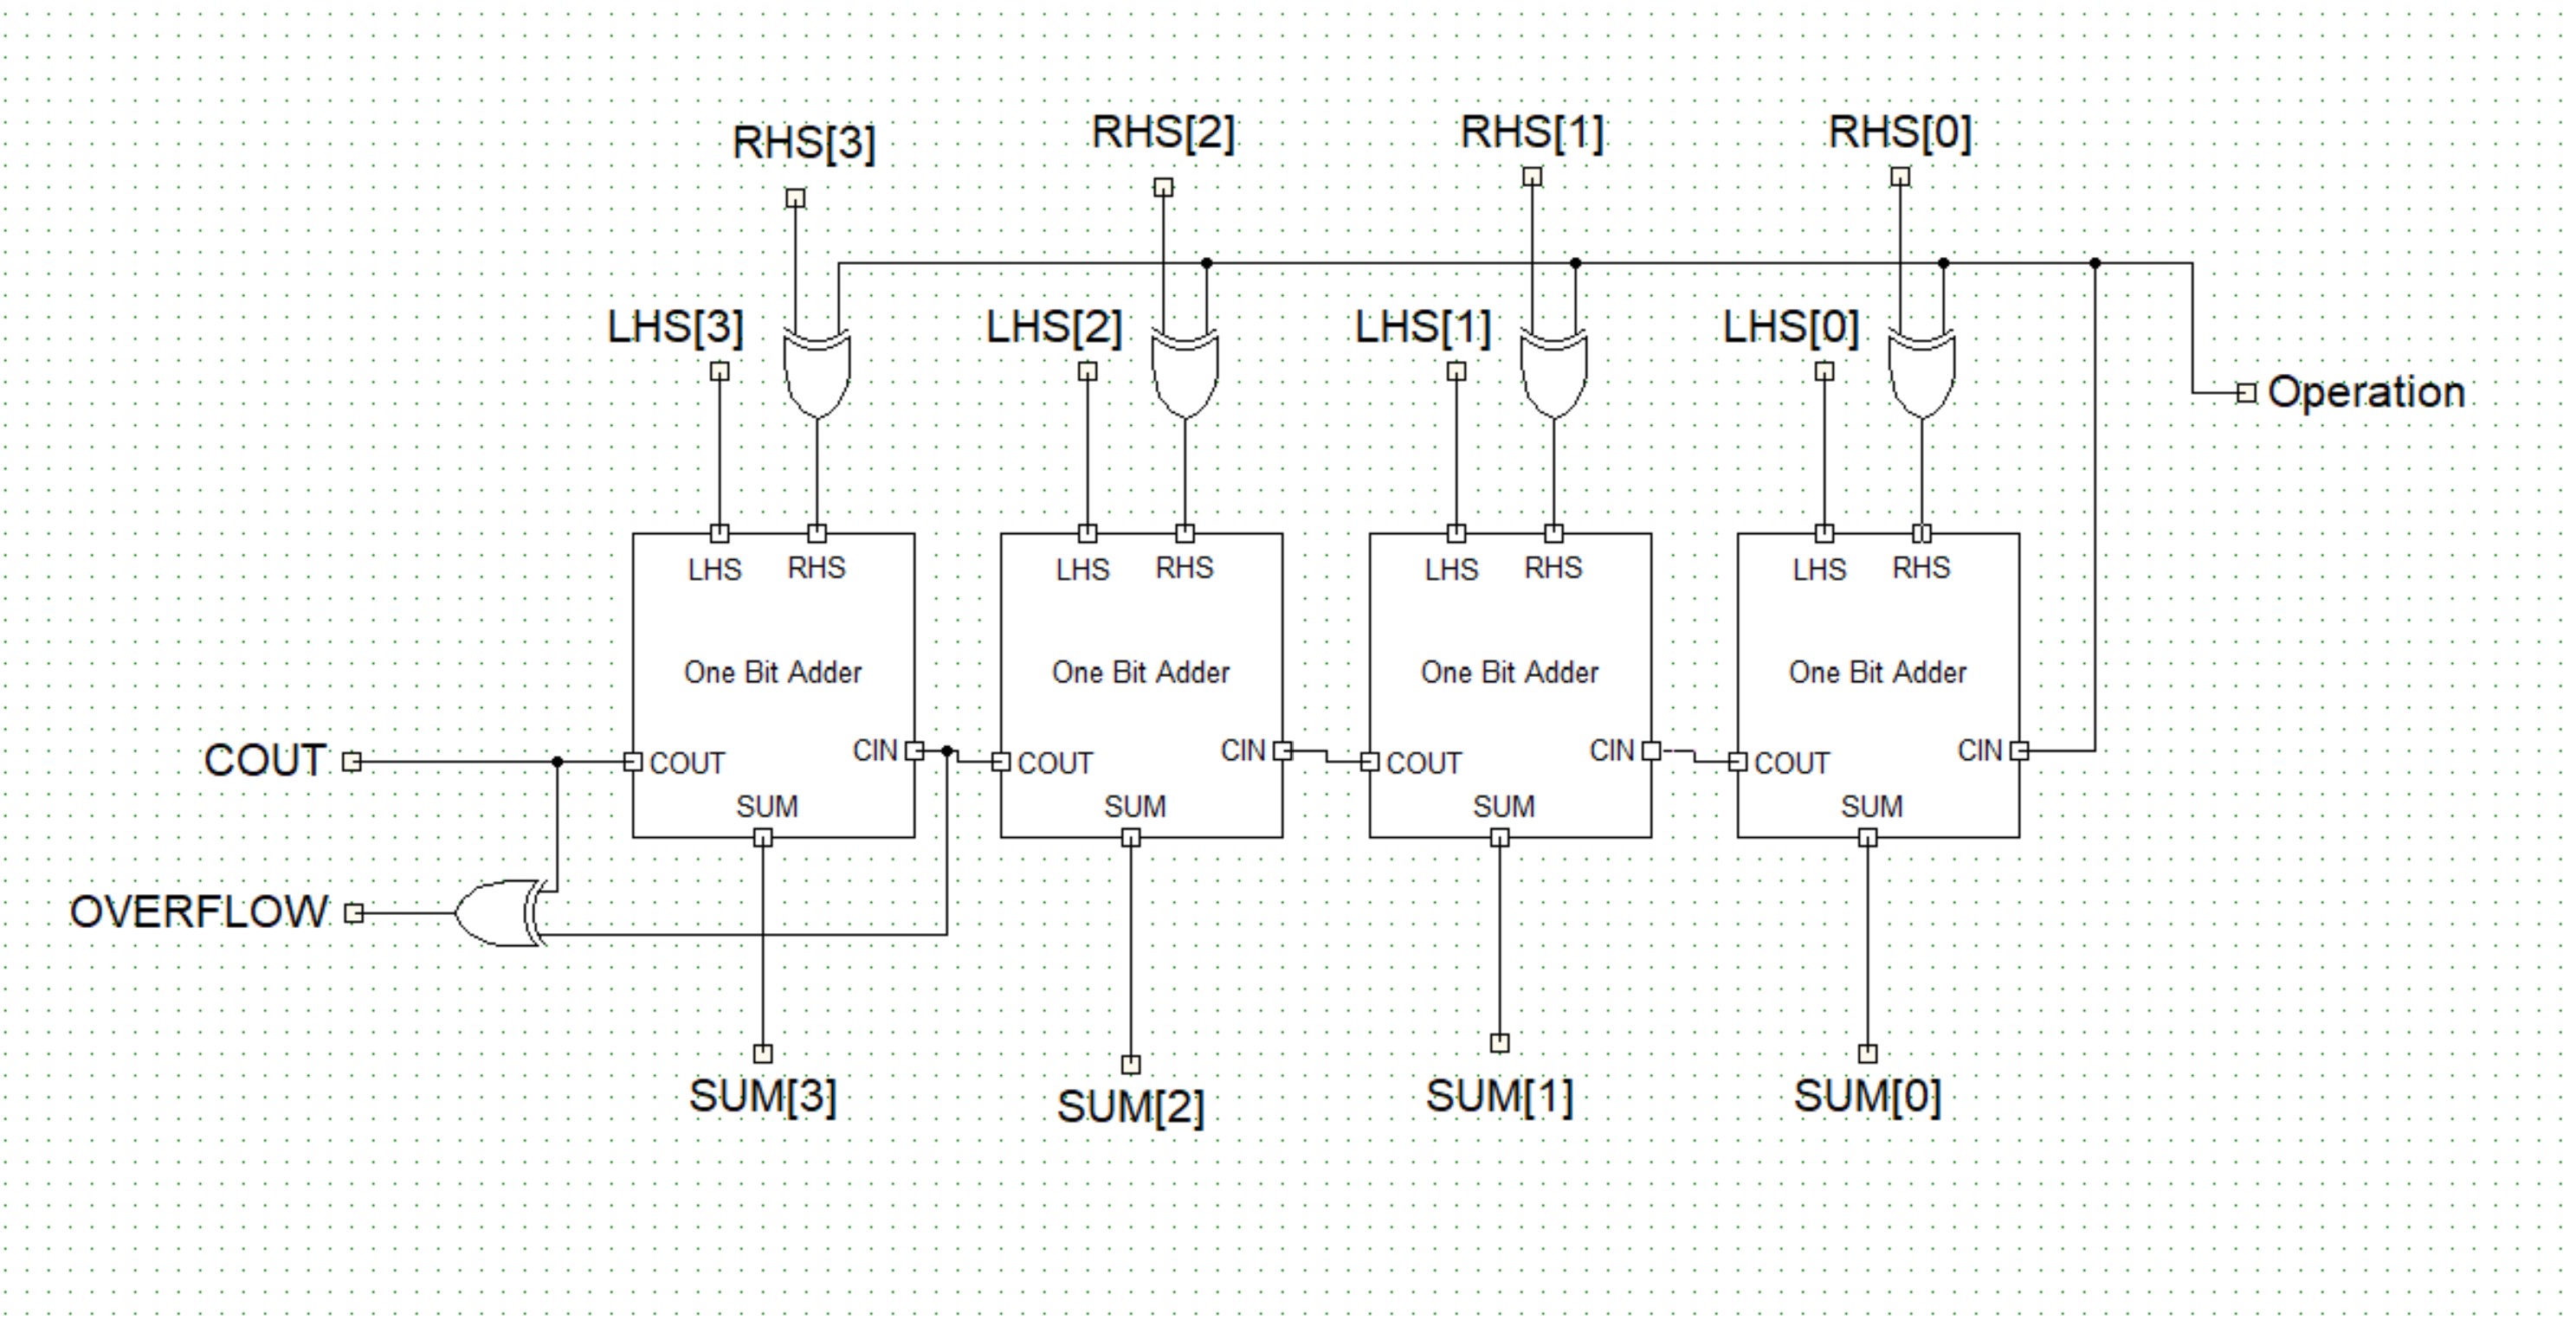 RHS[3]
RHS[2]
RHS[1]
RHS[0]
LHS[3]
LHS[2]
LHS[1]
LHS[0]
Operation
LHS RHS
LHS RHS
LHS RHS
LHS RHS
One Bit Adder
One Bit Adder
One Bit Adder
One Bit Adder
COUT
COUT
CIN
COUT
CIN
COUT
CIN
COUT
CIN
SUM
SUM
SUM
SUM
OVERFLOW
SUM[3]
SUM[2]
SUM[1]
SUM[0]